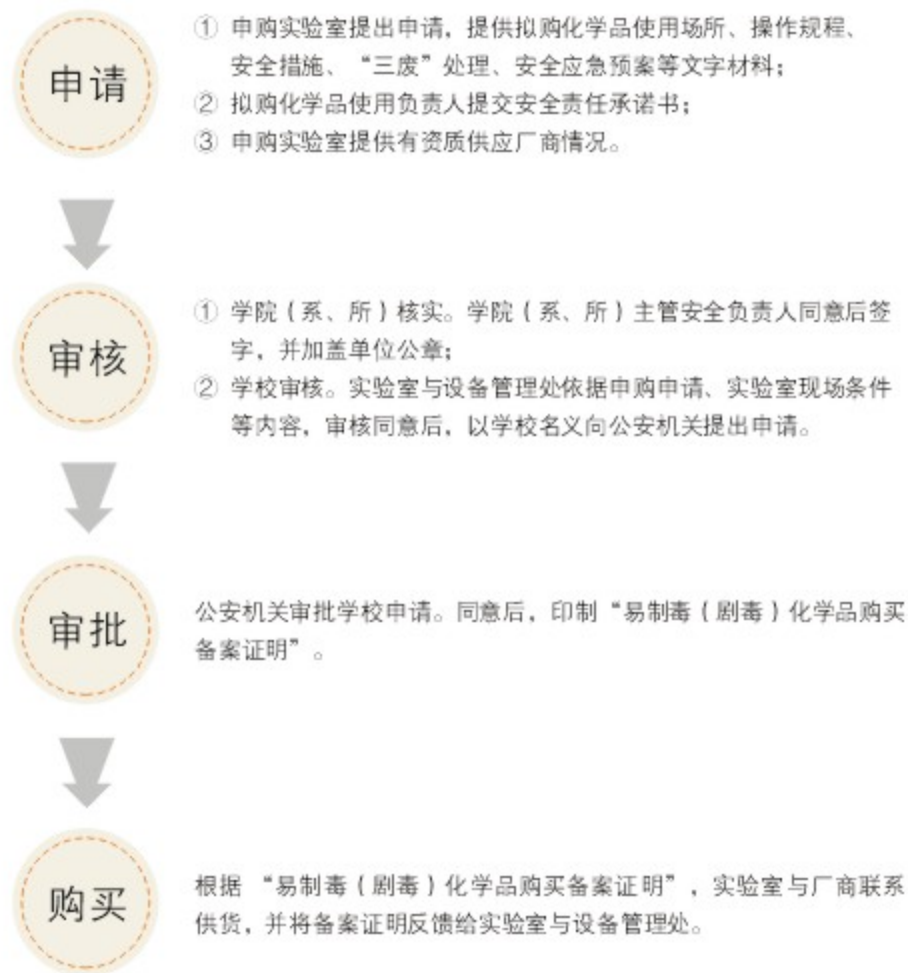 申请
① 申购实验室提出申请，提供拟购化学品使用场所、操作规程、
安全措施、“三废”处理、安全应急预案等文字材料；
② 拟购化学品使用负责人提交安全责任承诺书；
③ 申购实验室提供有资质供应厂商情况。
审核
① 学院（系、所）核实。学院（系、所）主管安全负责人同意后签
字，并加盖单位公章；
② 学校审核。实验室与设备管理处依据申购申请、实验室现场条件
等内容，审核同意后，以学校名义向公安机关提出申请。
审批
公安机关审批学校申请。同意后，印制“易制毒（剧毒）化学品购买
备案证明”。
购买
根据 “易制毒（剧毒）化学品购买备案证明”，实验室与厂商联系
供货，并将备案证明反馈给实验室与设备管理处。